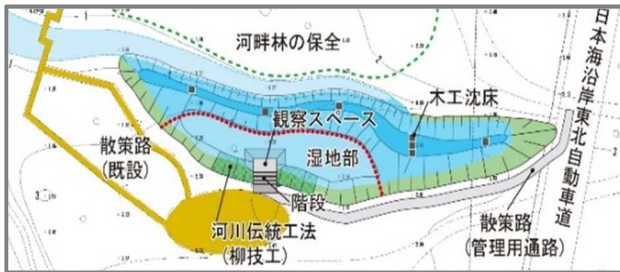 河畔林の保全
木工沈床
観察スペース
湿地部
散策路
(既設)
階段
河川伝統工法
(柳技工)
散策路
(管理用通路)
日本海沿岸東北自動車道